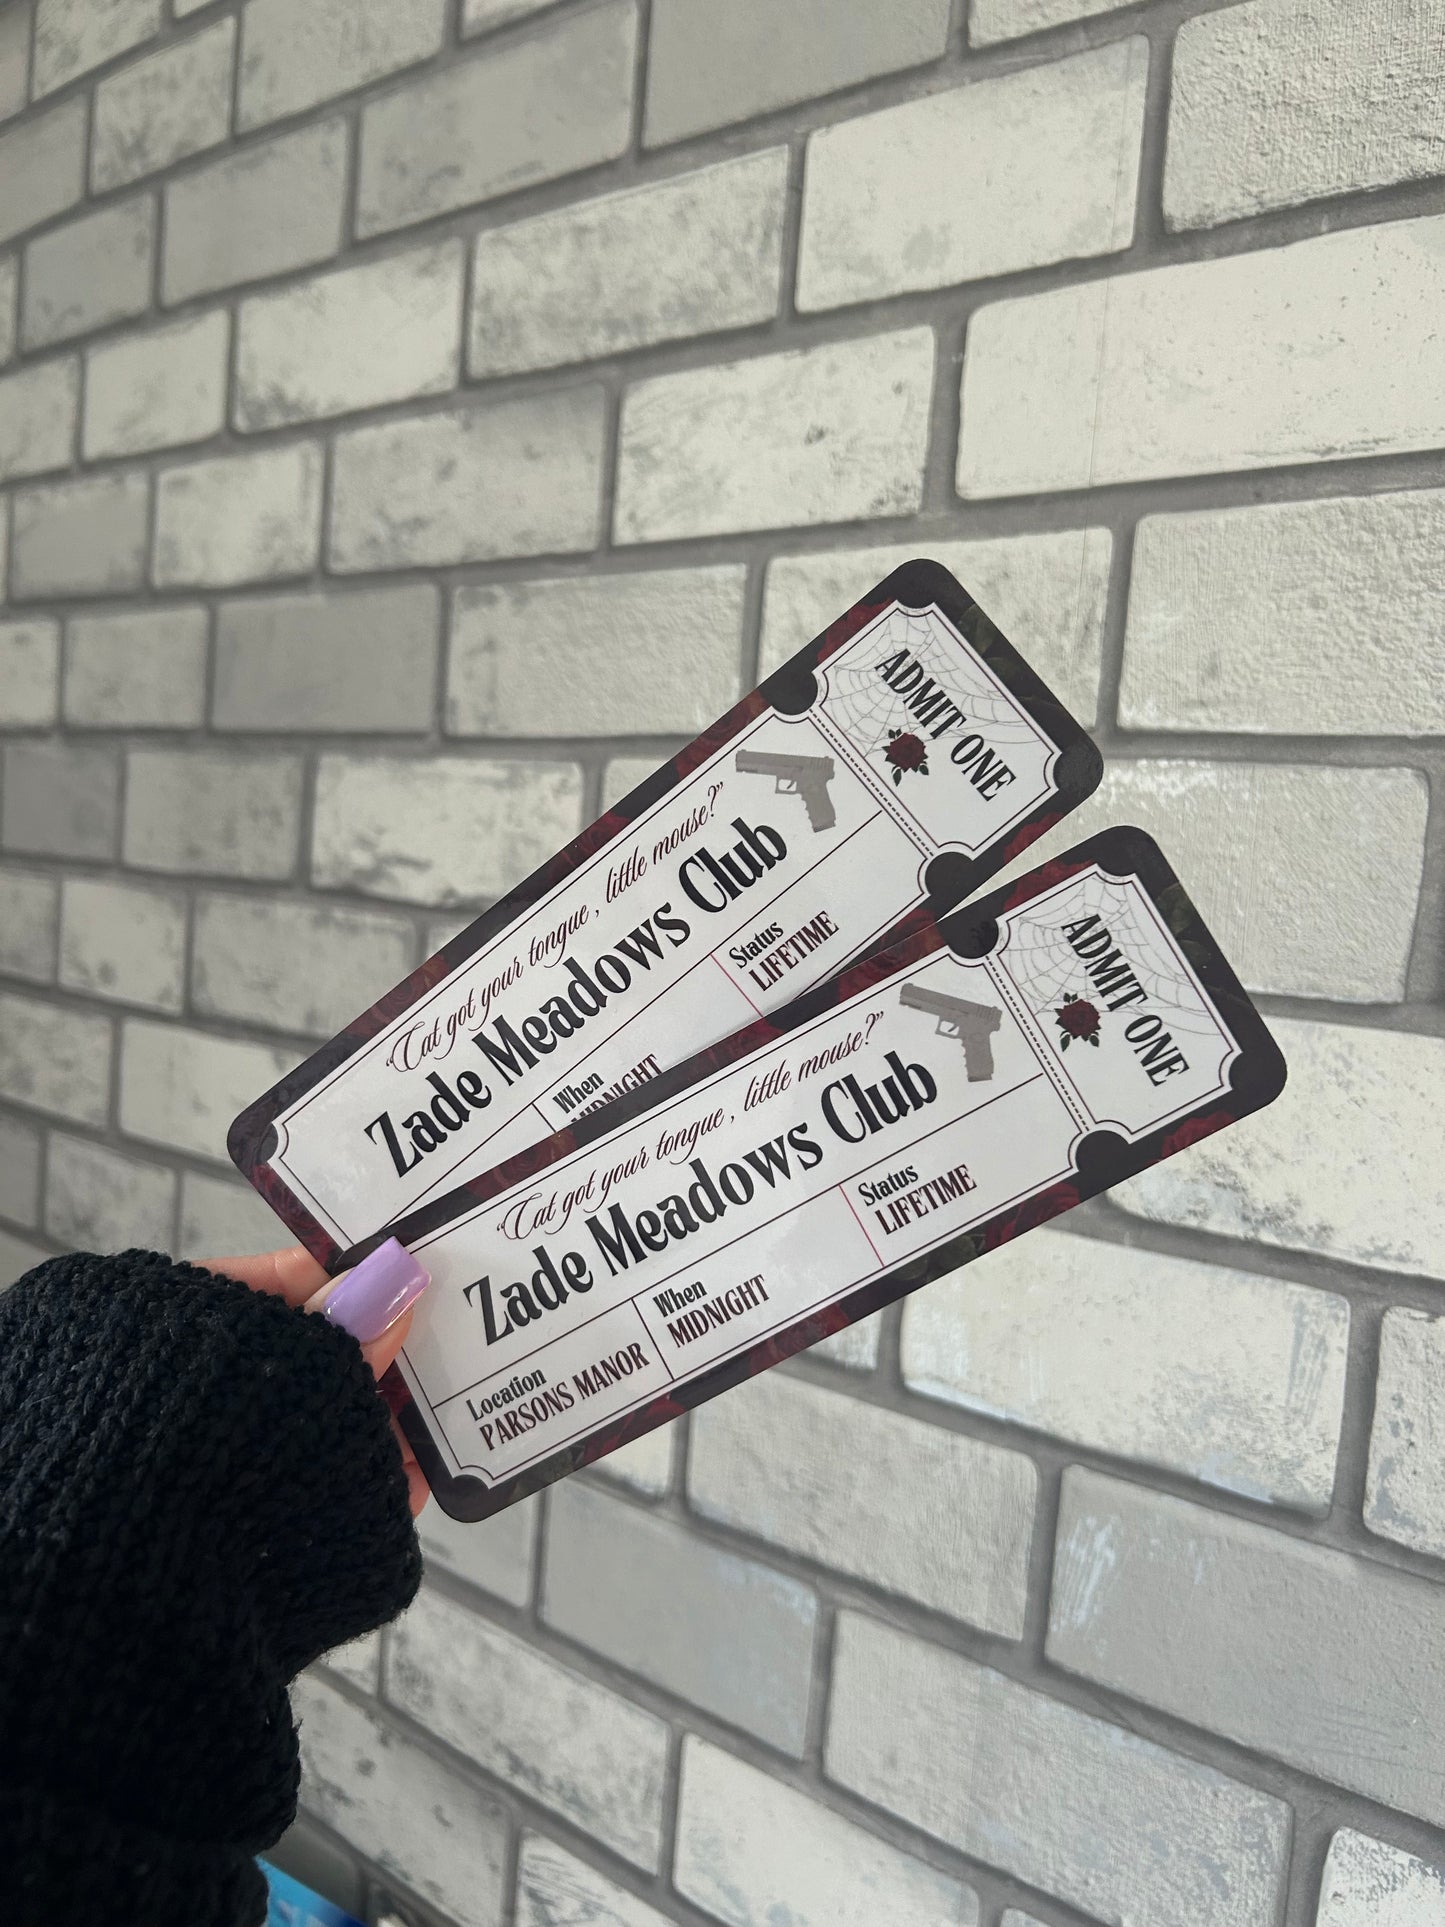 "Cat got your tongue, little mouse?"
Zade Meadows Club
When
MIDNIGHT
Status
LIFETIME
ADMIT ONE
"Cat got your tongue, little mouse?"
Zade Meadows Club
Location
PARSONS MANOR
When
MIDNIGHT
Status
LIFETIME
ADMIT ONE